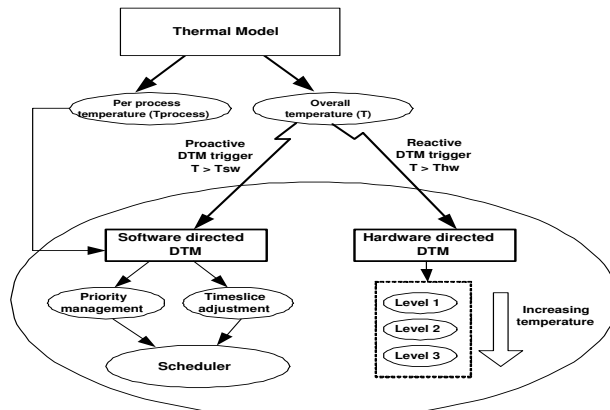 Thermal Model
Per process
temperature (Tprocess)
Overall
temperature (T)
Proactive
DTM trigger
T > Tsw
Reactive
DTM trigger
T > Thw
Software directed
DTM
Hardware directed
DTM
Priority
management
Timeslice
adjustment
Scheduler
Level 1
Level 2
Level 3
Increasing
temperature